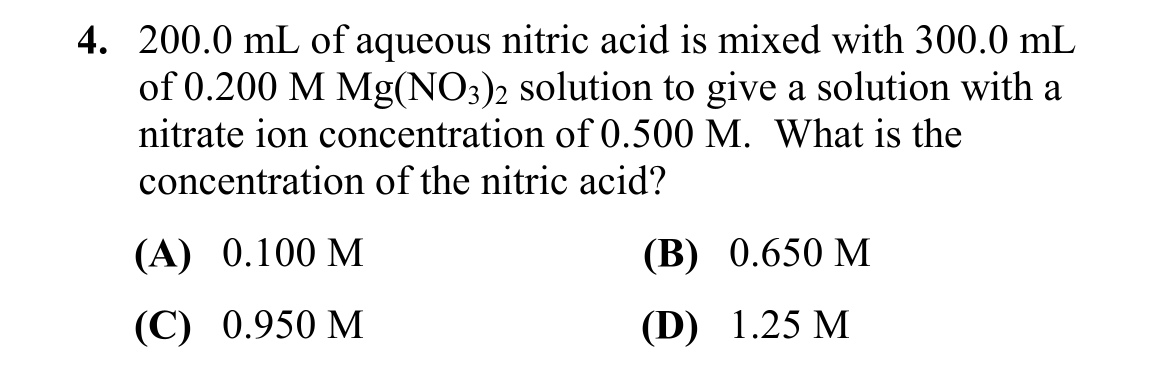 4. 200.0 mL of aqueous nitric acid is mixed with 300.0 mL
of 0.200 M Mg(NO₃)₂ solution to give a solution with a
nitrate ion concentration of 0.500 M. What is the
concentration of the nitric acid?
(A) 0.100 M (B) 0.650 M
(C) 0.950 M (D) 1.25 M